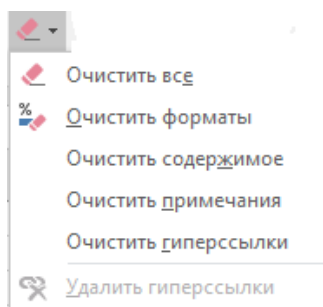 Очистить все
Очистить форматы
Очистить содержимое
Очистить примечания
Очистить гиперссылки
Удалить гиперссылки